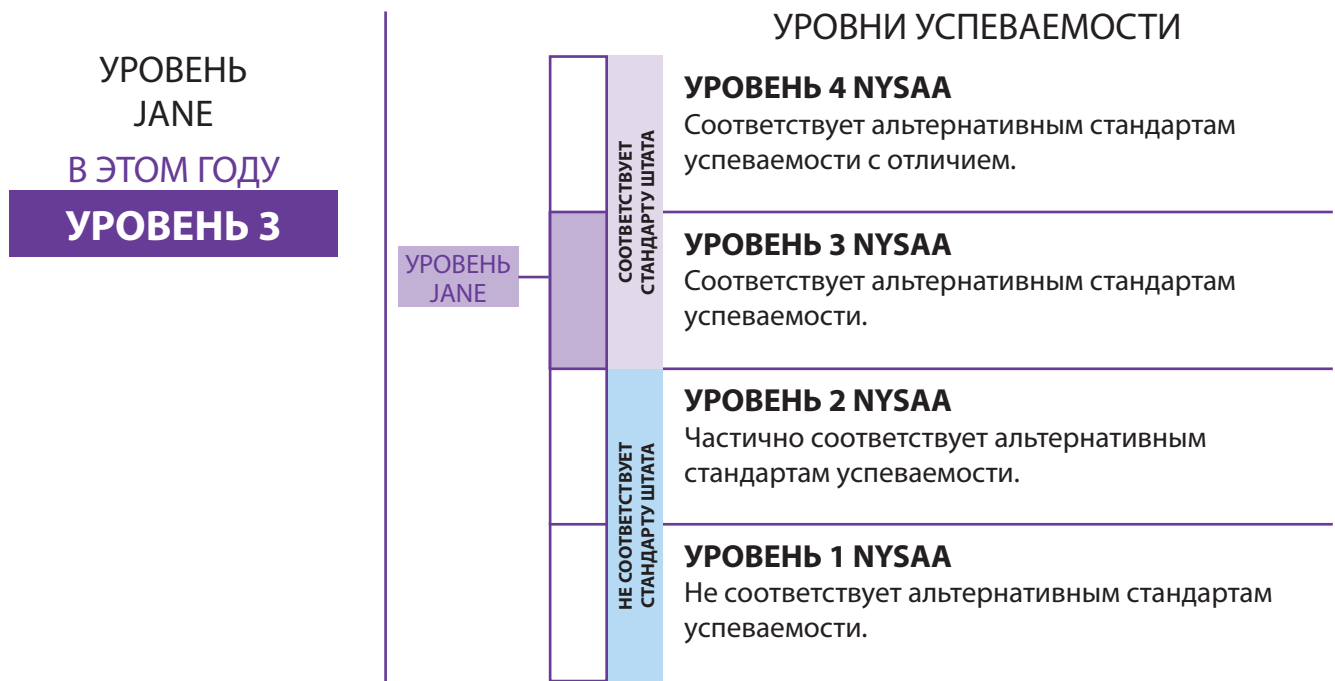 УРОВЕНЬ
JANE
В ЭТОМ ГОДУ
УРОВЕНЬ 3
УРОВЕНЬ
JANE
УРОВНИ УСПЕВАЕМОСТИ
СООТВЕТСТВУЕТ
СТАНДАРТУ ШТАТА
УРОВЕНЬ 4 NYSAA
Соответствует альтернативным стандартам
успеваемости с отличием.
УРОВЕНЬ 3 NYSAA
Соответствует альтернативным стандартам
успеваемости.
НЕ СООТВЕТСТВУЕТ
СТАНДАРТУ ШТАТА
УРОВЕНЬ 2 NYSAA
Частично соответствует альтернативным
стандартам успеваемости.
УРОВЕНЬ 1 NYSAA
Не соответствует альтернативным стандартам
успеваемости.